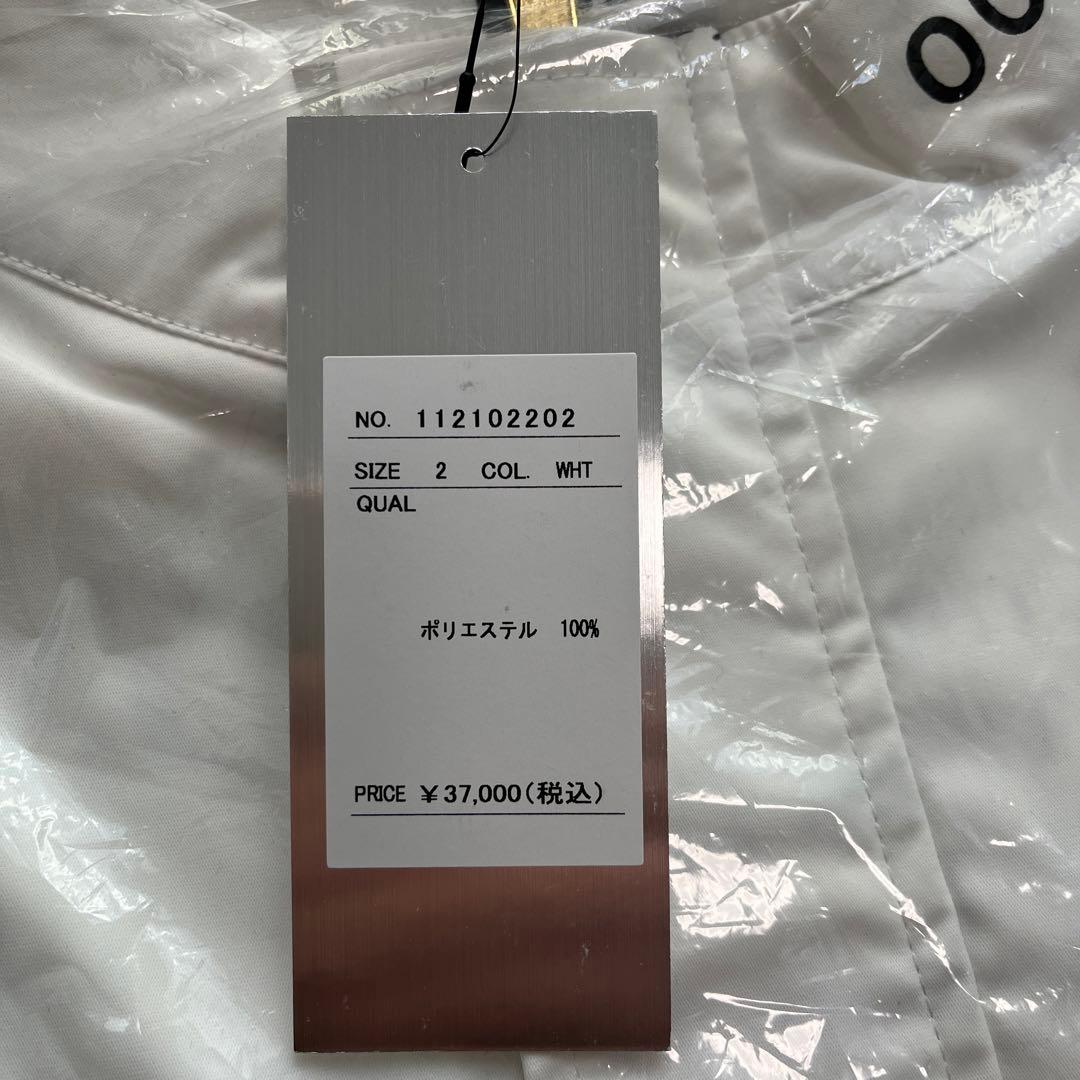 NO. 112102202
SIZE 2 COL. WHT
QUAL
ポリエステル 100%
PRICE ¥37,000(税込)